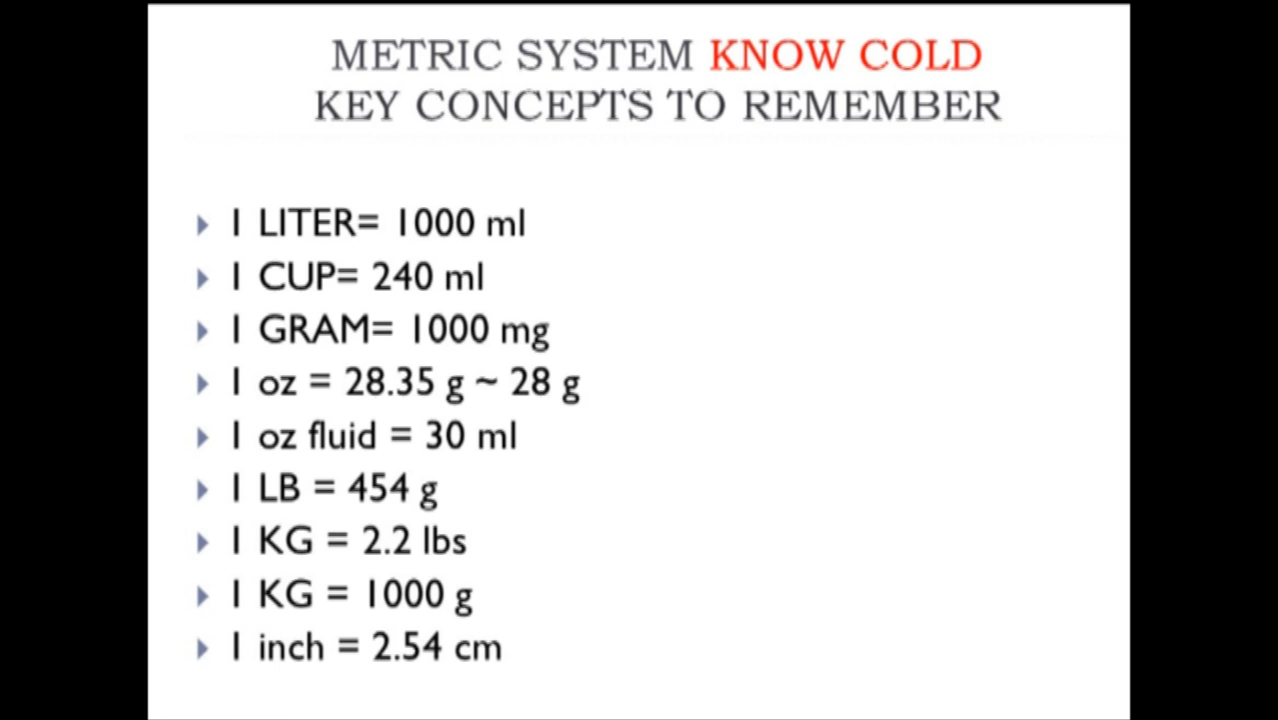 METRIC SYSTEM KNOW COLD
KEY CONCEPTS TO REMEMBER
1 LITER= 1000 ml
1 CUP= 240 ml
1 GRAM= 1000 mg
1 oz = 28.35 g ~ 28 g
1 oz fluid = 30 ml
1 LB = 454 g
1 KG = 2.2 lbs
1 KG = 1000 g
1 inch = 2.54 cm